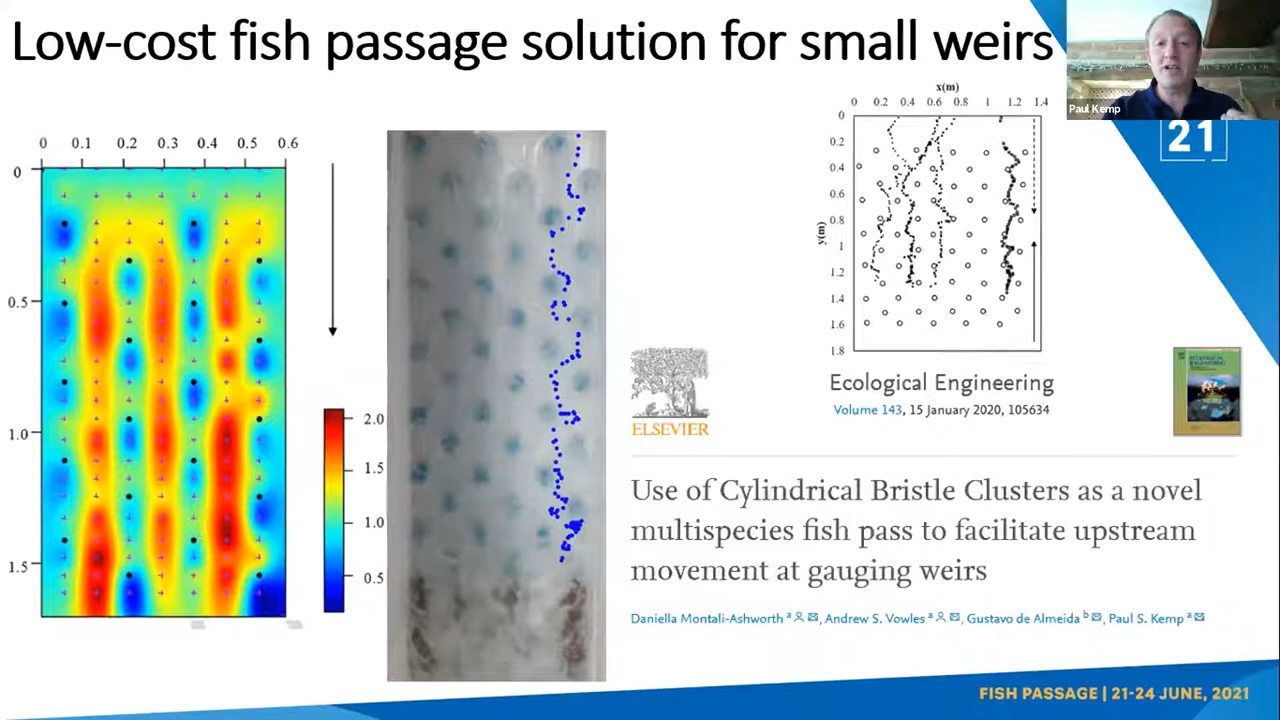 Low-cost fish passage solution for small weirs
Paul Kemp
21
0 0.1 0.2 0.3 0.4 0.5 0.6
0
0.5
1.0
1.5
2.0
1.5
1.0
0.5
x(m)
0 0.2 0.4 0.6 0.8 1 1.2 1.4
y(m)
0
0.2
0.4
0.6
0.8
1
1.2
1.4
1.6
1.8
ELSEVIER
Ecological Engineering
Volume 143, 15 January 2020, 105634
Use of Cylindrical Bristle Clusters as a novel
multispecies fish pass to facilitate upstream
movement at gauging weirs
Daniella Montali-Ashworth a, Andrew S. Vowles a, Gustavo de Almeida b, Paul S. Kemp a
FISH PASSAGE | 21-24 JUNE, 2021